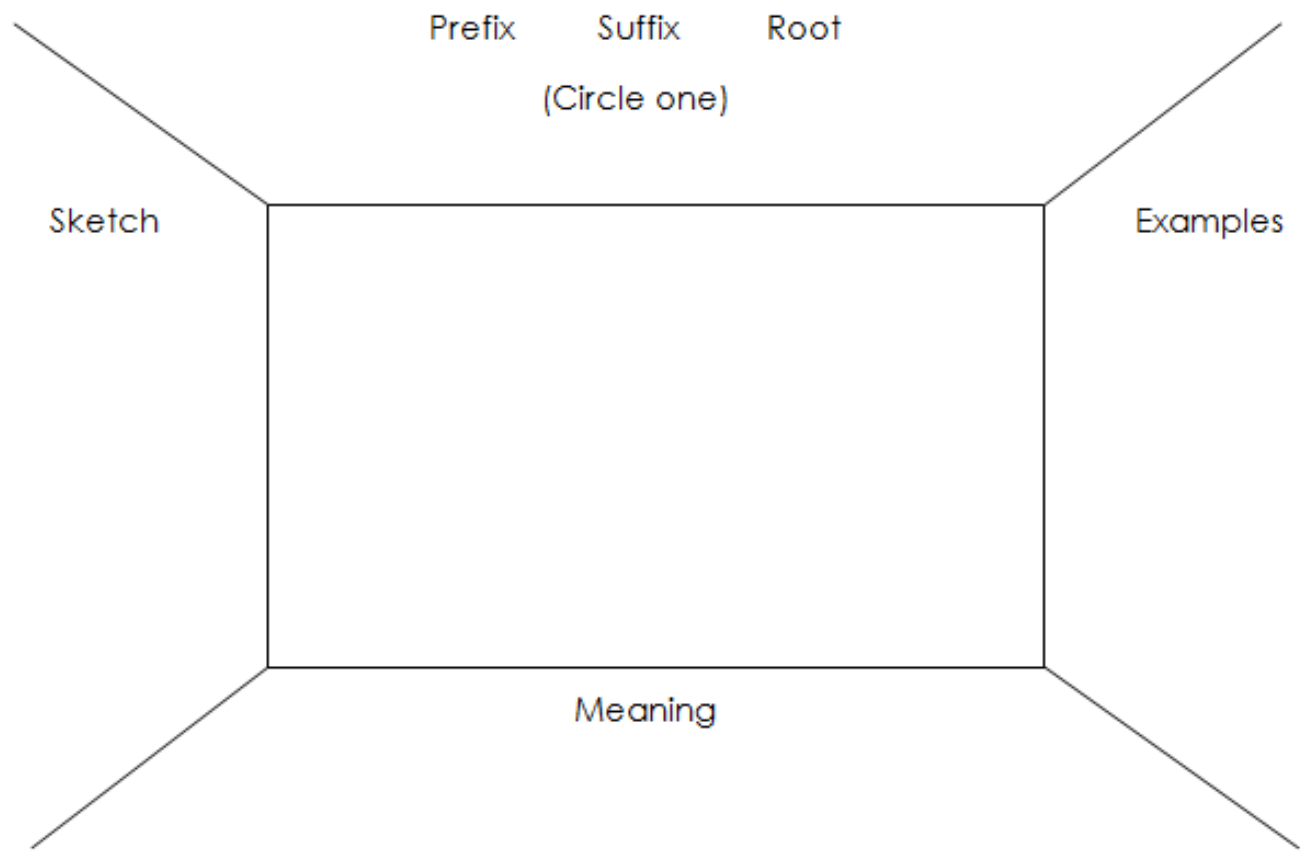 Prefix Suffix Root
(Circle one)
Sketch
Examples
Meaning